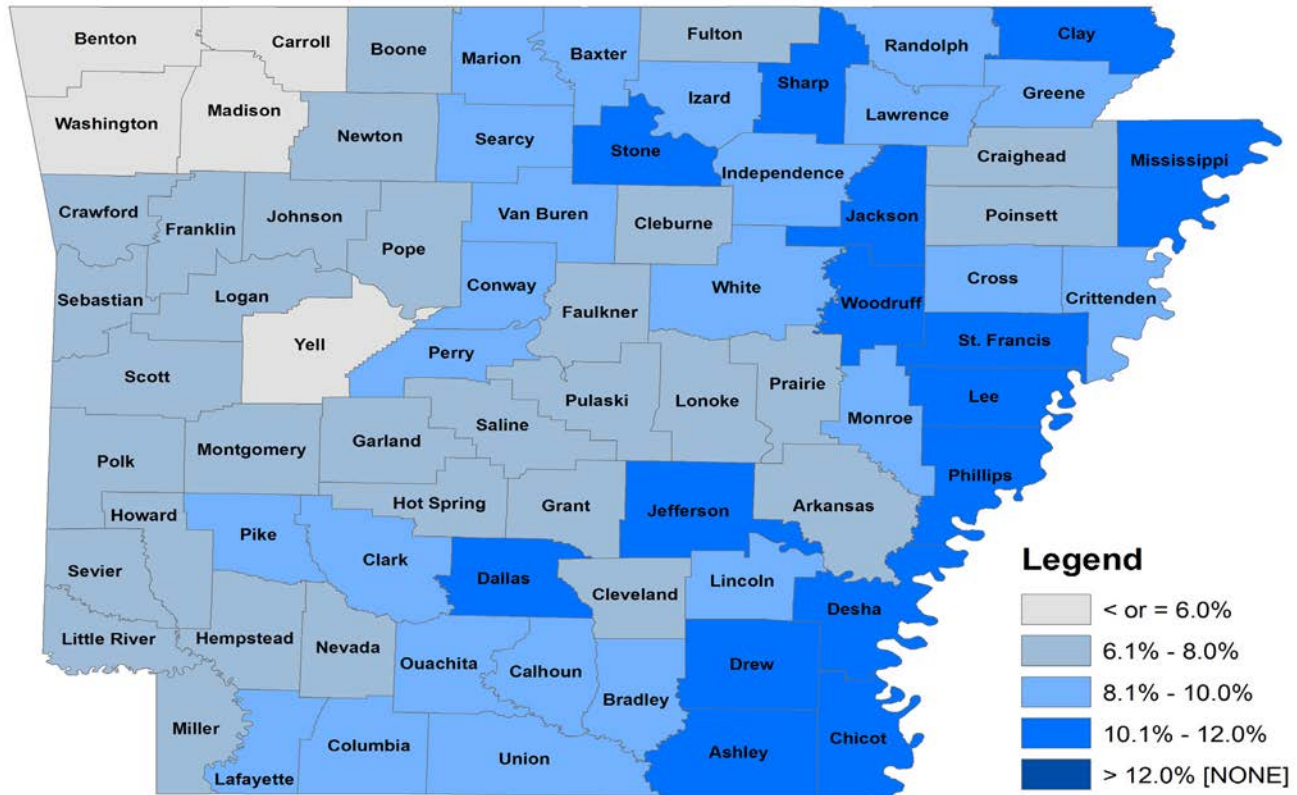 Benton
Carroll
Boone
Marion
Baxter
Fulton
Randolph
Clay
Sharp
Izard
Greene
Washington
Madison
Newton
Searcy
Stone
Lawrence
Independence
Craighead
Mississippi
Crawford
Franklin
Johnson
Pope
Van Buren
Cleburne
Jackson
Poinsett
Sebastian
Logan
Conway
Faulkner
White
Woodruff
Cross
Crittenden
Yell
Perry
St. Francis
Scott
Pulaski
Lonoke
Prairie
Lee
Monroe
Polk
Montgomery
Garland
Saline
Phillips
Howard
Hot Spring
Grant
Jefferson
Arkansas
Pike
Clark
Sevier
Dallas
Cleveland
Lincoln
Desha
Little River
Hempstead
Nevada
Ouachita
Calhoun
Bradley
Drew
Miller
Lafayette
Columbia
Union
Ashley
Chicot
Legend
< or = 6.0%
6.1% - 8.0%
8.1% - 10.0%
10.1% - 12.0%
> 12.0% [NONE]